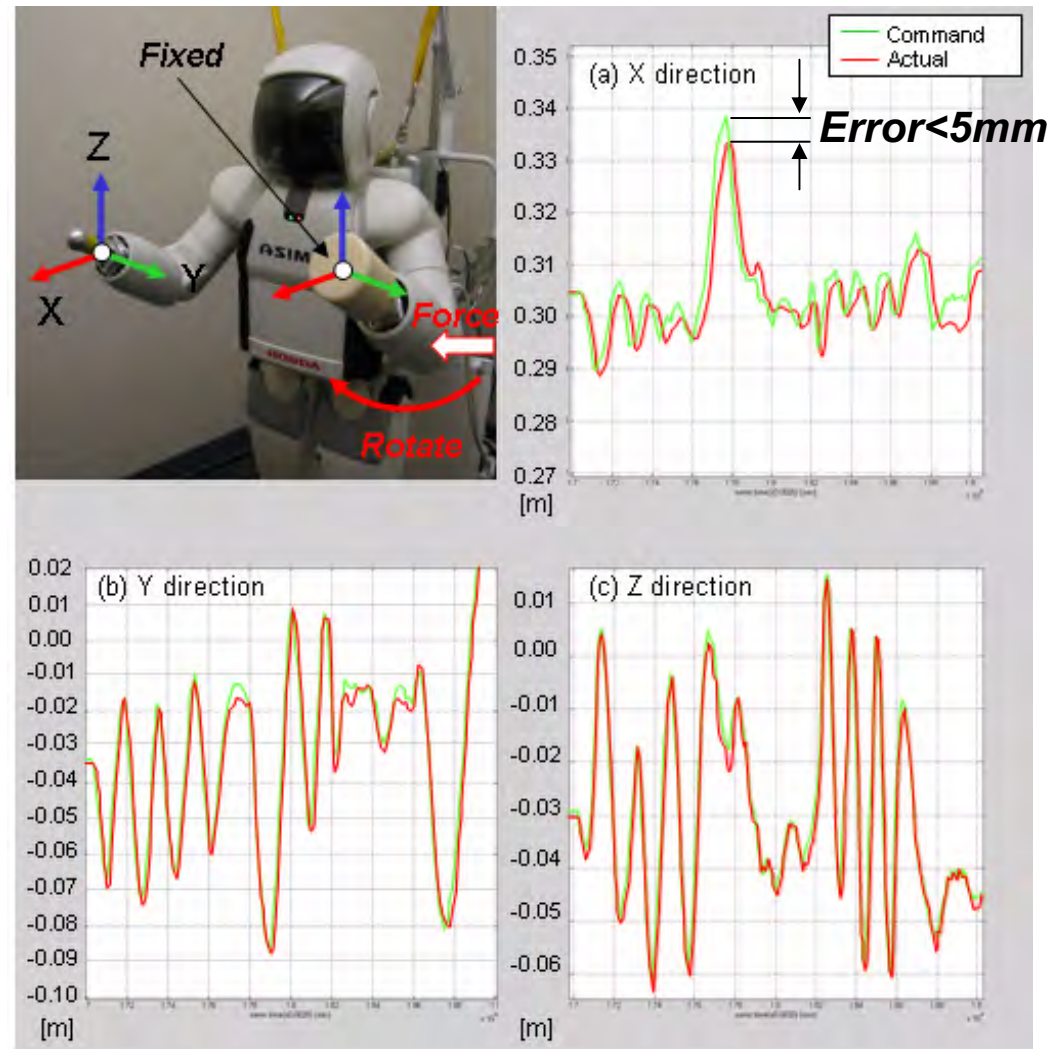 Fixed
Z
Y
X
ASIM
HONDA
Force
Rotate
Command
Actual
(a) X direction
Error<5mm
0.35
0.34
0.33
0.32
0.31
0.30
0.29
0.28
0.27
[m]
(b) Y direction
0.02
0.01
0.00
-0.01
-0.02
-0.03
-0.04
-0.05
-0.06
-0.07
-0.08
-0.09
-0.10
[m]
(c) Z direction
0.01
0.00
-0.01
-0.02
-0.03
-0.04
-0.05
-0.06
[m]